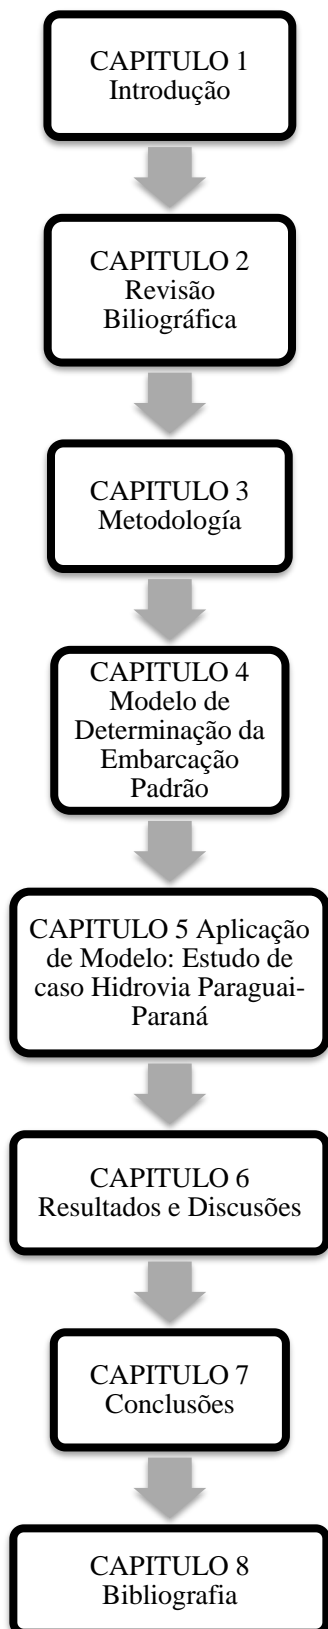 CAPITULO 1
Introdução
CAPITULO 2
Revisão
Biliográfica
CAPITULO 3
Metodología
CAPITULO 4
Modelo de
Determinação da
Embarcação
Padrão
CAPITULO 5 Aplicação
de Modelo: Estudo de
caso Hidrovia Paraguai-
Paraná
CAPITULO 6
Resultados e Discusões
CAPITULO 7
Conclusões
CAPITULO 8
Bibliografia